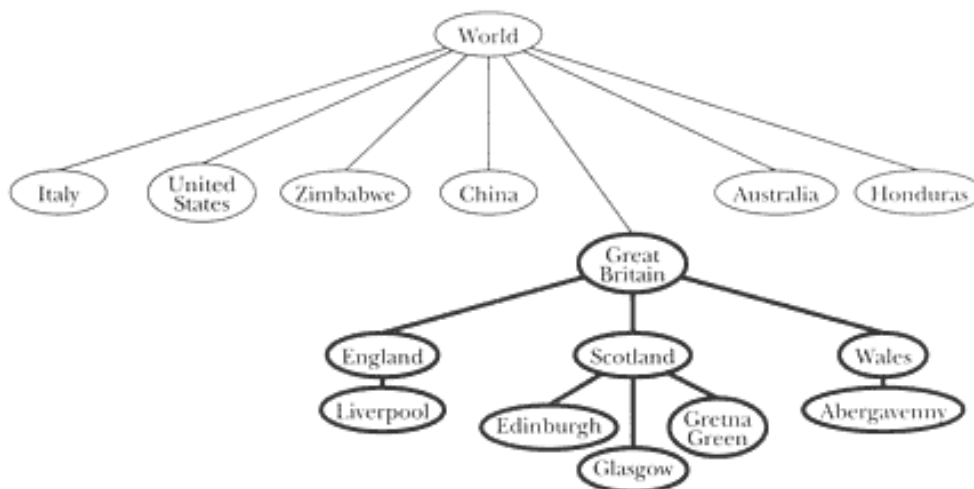 World
Italy
United
States
Zimbabwe
China
Australia
Honduras
Great
Britain
England
Scotland
Wales
Liverpool
Edinburgh
Glasgow
Gretna
Green
Abergavenny